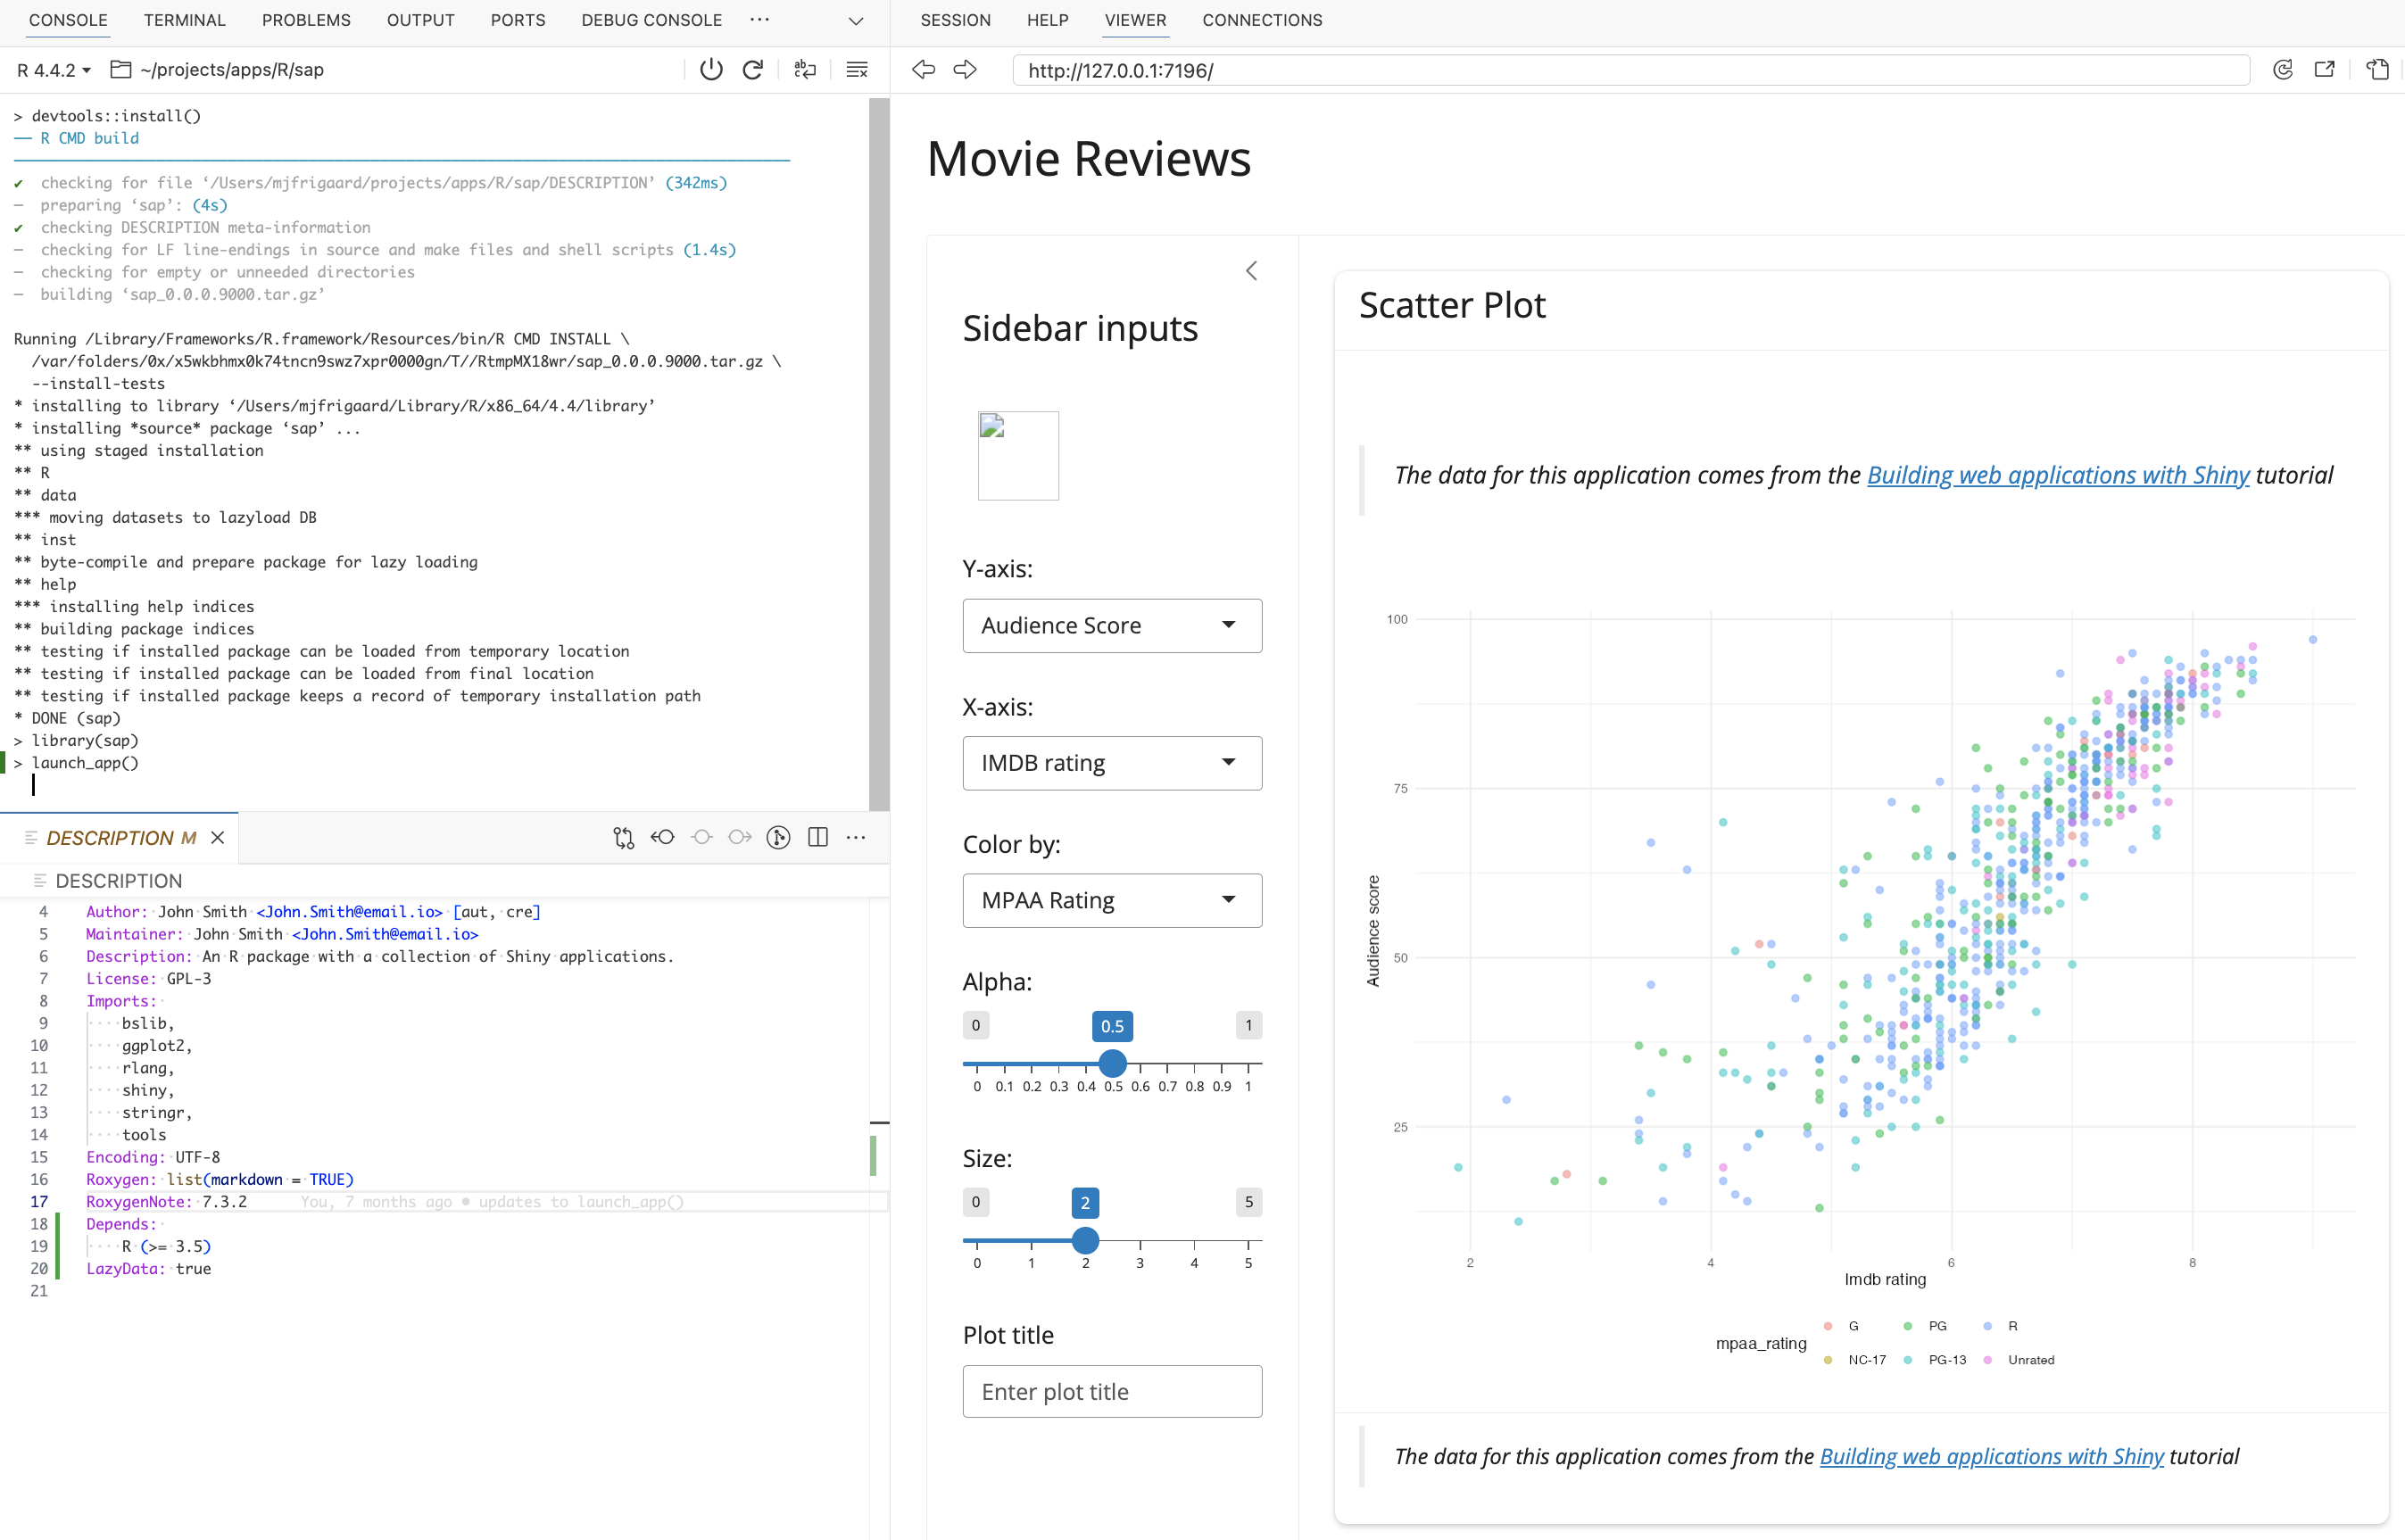 CONSOLE TERMINAL PROBLEMS OUTPUT PORTS DEBUG CONSOLE ···
R 4.4.2 ~/projects/apps/R/sap
> devtools::install()
── R CMD build
✔ checking for file ‘/Users/mjfrigaard/projects/apps/R/sap/DESCRIPTION’ (342ms)
─ preparing ‘sap’: (4s)
✔ checking DESCRIPTION meta-information
─ checking for LF line-endings in source and make files and shell scripts (1.4s)
─ checking for empty or unneeded directories
─ building ‘sap_0.0.0.9000.tar.gz’
Running /Library/Frameworks/R.framework/Resources/bin/R CMD INSTALL \
/var/folders/0x/x5wkbhmx0k74tncn9swz7xpr0000gn/T//RtmpMX18wr/sap_0.0.0.9000.tar.gz \
--install-tests
* installing to library ‘/Users/mjfrigaard/Library/R/x86_64/4.4/library’
* installing *source* package ‘sap’ ...
** using staged installation
** R
** data
*** moving datasets to lazyload DB
** inst
** byte-compile and prepare package for lazy loading
** help
*** installing help indices
** building package indices
** testing if installed package can be loaded from temporary location
** testing if installed package can be loaded from final location
** testing if installed package keeps a record of temporary installation path
* DONE (sap)
> library(sap)
> launch_app()
DESCRIPTION M
DESCRIPTION
4 Author: John Smith <John.Smith@email.io> [aut, cre]
5 Maintainer: John Smith <John.Smith@email.io>
6 Description: An R package with a collection of Shiny applications.
7 License: GPL-3
8 Imports:
9 bslib,
10 ggplot2,
11 rlang,
12 shiny,
13 stringr,
14 tools
15 Encoding: UTF-8
16 Roxygen: list(markdown = TRUE)
17 RoxygenNote: 7.3.2 You, 7 months ago • updates to launch_app()
18 Depends:
19 R (>= 3.5)
20 LazyData: true
21
SESSION HELP VIEWER CONNECTIONS
http://127.0.0.1:7196/
Movie Reviews
Sidebar inputs
Y-axis:
Audience Score
X-axis:
IMDB rating
Color by:
MPAA Rating
Alpha:
0 0.5 1
0 0.1 0.2 0.3 0.4 0.5 0.6 0.7 0.8 0.9 1
Size:
0 2 5
0 1 2 3 4 5
Plot title
Enter plot title
Scatter Plot
The data for this application comes from the Building web applications with Shiny tutorial
100
75
50
25
Audience score
2 4 6 8
Imdb rating
mpaa_rating
G PG R
NC-17 PG-13 Unrated
The data for this application comes from the Building web applications with Shiny tutorial